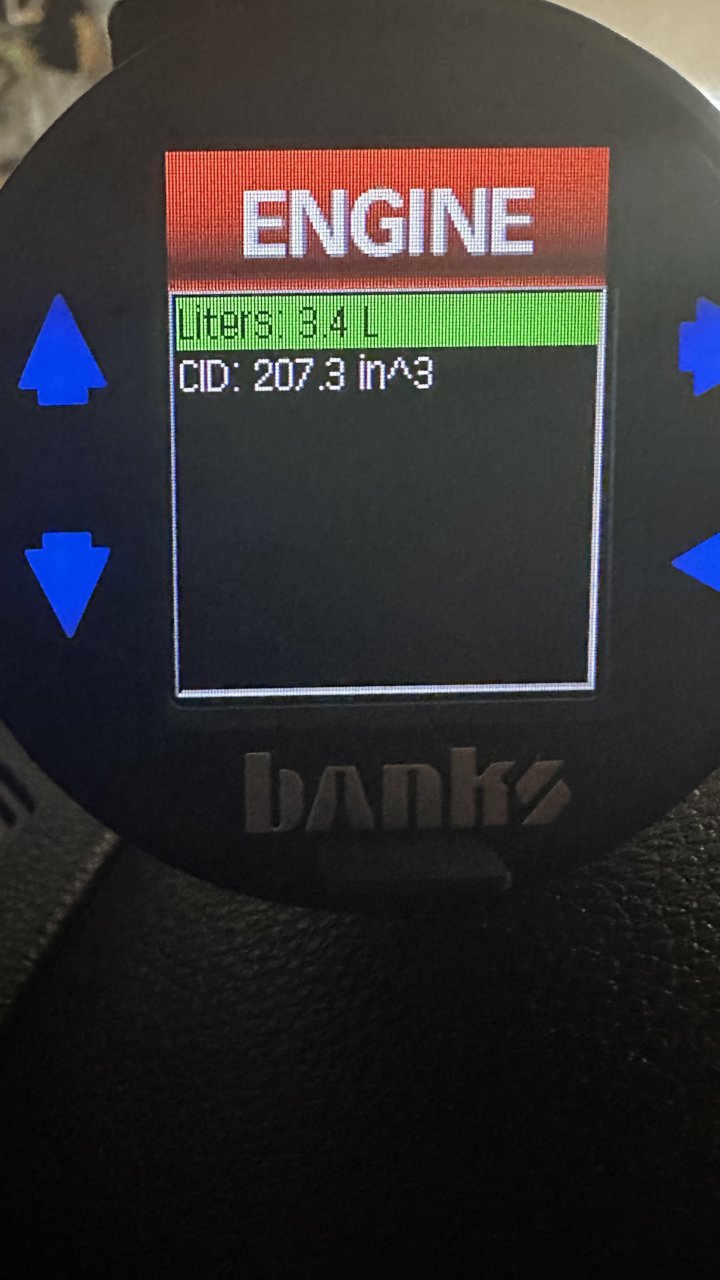 ENGINE
Liters: 3.4 L
CID: 207.3 in^3
banks